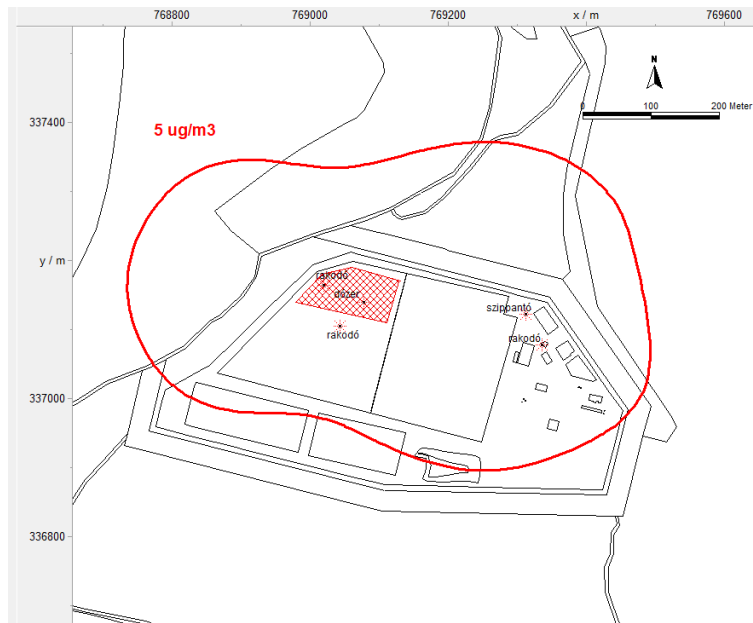 768800 769000 769200 x / m 769600
N
0 100 200 Meter
337400
5 ug/m3
y / m
rakodó
dózer
szippantó
rakodó
rakodó
337000
336800